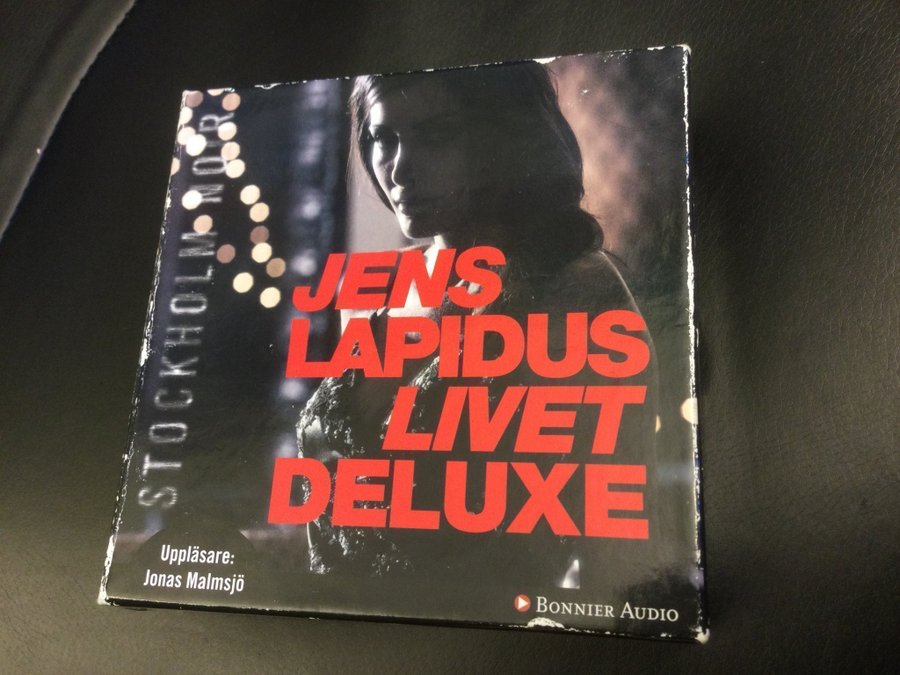 STOCKHOLM NOIR
JENS
LAPIDUS
LIVET
DELUXE
Uppläsare:
Jonas Malmsjö
BONNIER AUDIO